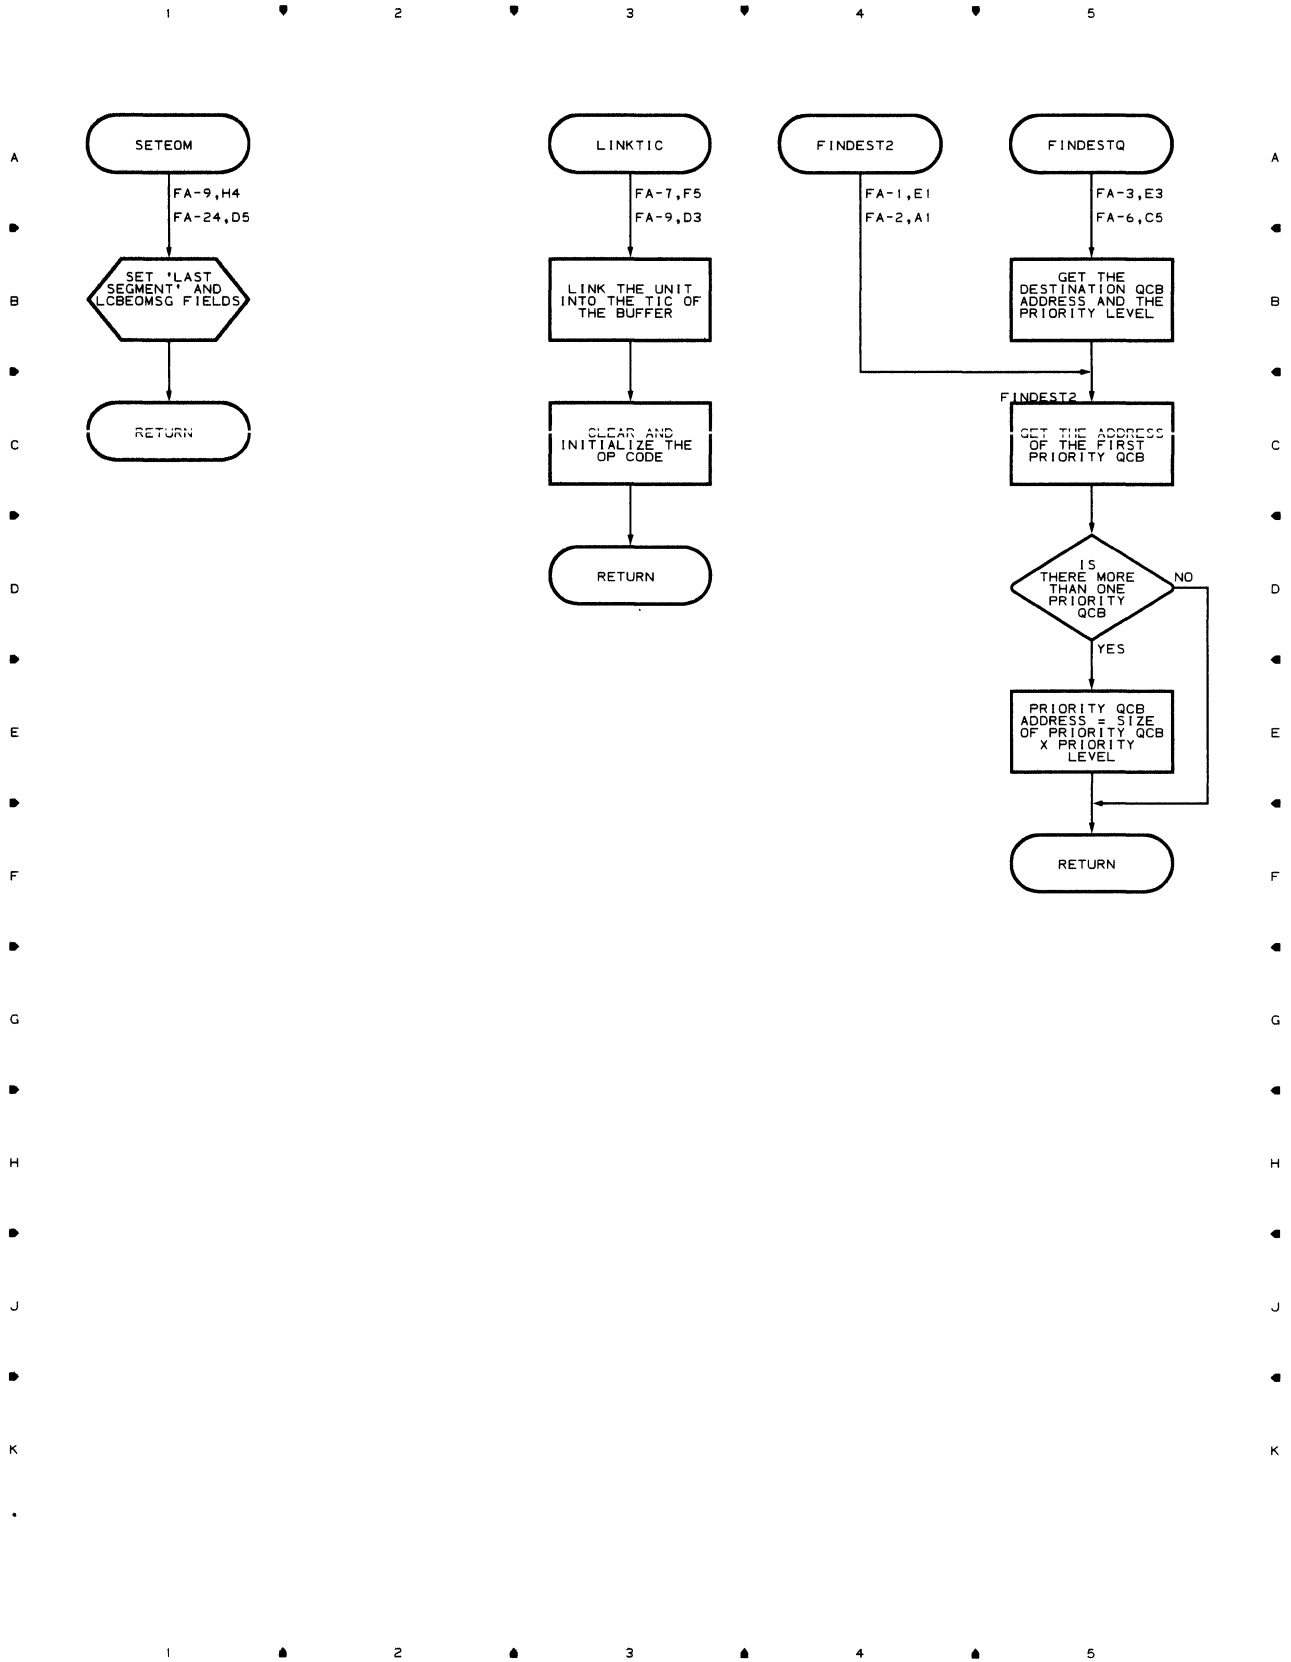 1 2 3 4 5
SETEOM
LINKTIC
FINDEST2
FINDESTQ
A A
FA-9,H4
FA-24,D5
FA-7,F5
FA-9,D3
FA-1,E1
FA-2,A1
FA-3,E3
FA-6,C5
SET 'LAST
SEGMENT' AND
LCBEOMSG FIELDS
LINK THE UNIT
INTO THE TIC OF
THE BUFFER
GET THE
DESTINATION QCB
ADDRESS AND THE
PRIORITY LEVEL
B B
FINDEST2
RETURN
CLEAR AND
INITIALIZE THE
OP CODE
GET THE ADDRESS
OF THE FIRST
PRIORITY QCB
C C
RETURN
IS
THERE MORE
THAN ONE
PRIORITY
QCB
NO
D D
YES
PRIORITY QCB
ADDRESS = SIZE
OF PRIORITY QCB
X PRIORITY
LEVEL
E E
RETURN
F F
G G
H H
J J
K K
1 2 3 4 5